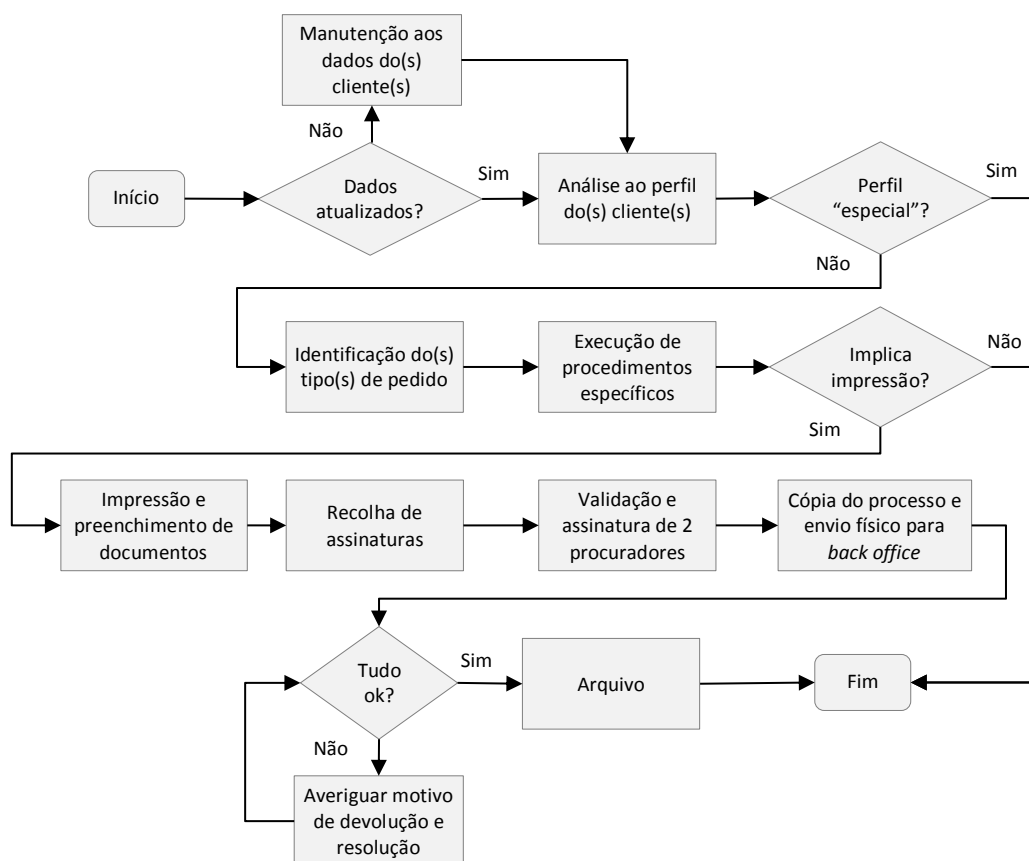 Manutenção aos
dados do(s)
cliente(s)
Não
Início
Dados
atualizados?
Sim
Análise ao perfil
do(s) cliente(s)
Perfil
“especial”?
Sim
Não
Identificação do(s)
tipo(s) de pedido
Execução de
procedimentos
específicos
Implica
impressão?
Não
Sim
Impressão e
preenchimento de
documentos
Recolha de
assinaturas
Validação e
assinatura de 2
procuradores
Cópia do processo e
envio físico para
back office
Tudo
ok?
Sim
Arquivo
Fim
Não
Averiguar motivo
de devolução e
resolução